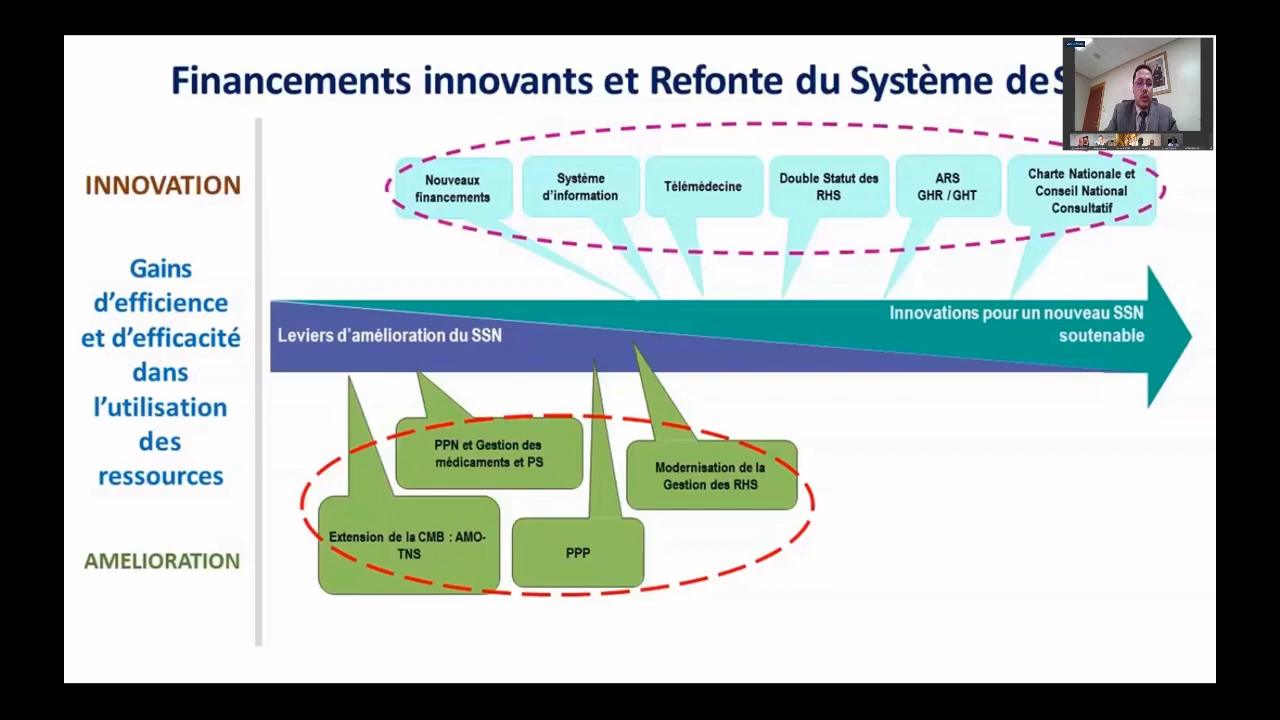 Financements innovants et Refonte du Système de
INNOVATION
Nouveaux
financements
Système
d'information
Télémédecine
Double Statut des
RHS
ARS
GHR / GHT
Charte Nationale et
Conseil National
Consultatif
Gains
d'efficience
et d'efficacité
dans
l'utilisation
des
ressources
Leviers d'amélioration du SSN
Innovations pour un nouveau SSN
soutenable
PPN et Gestion des
médicaments et PS
Modernisation de la
Gestion des RHS
Extension de la CMB : AMO-
TNS
PPP
AMELIORATION